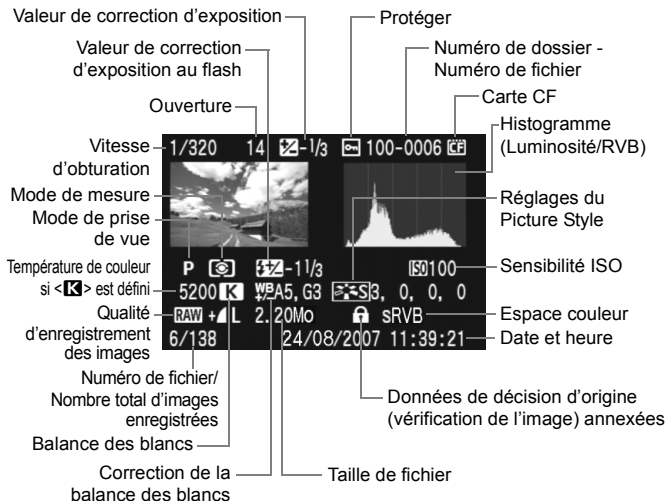 Valeur de correction d'exposition
Protéger
Valeur de correction
d'exposition au flash
Numéro de dossier -
Numéro de fichier
Ouverture
Carte CF
Histogramme
(Luminosité/RVB)
Vitesse
d'obturation
1/320 14 -1/3 100-0006 CF
Mode de mesure
Mode de prise
de vue
Réglages du
Picture Style
P -1 1/3 ISO100
Température de couleur
si <K> est défini
Sensibilité ISO
5200 K WB A5, G3 S3, 0, 0, 0
Qualité
d'enregistrement
des images
RAW + L 2.20Mo sRVB
Espace couleur
6/138 24/08/2007 11:39:21
Date et heure
Numéro de fichier/
Nombre total d'images
enregistrées
Données de décision d'origine
(vérification de l'image) annexées
Balance des blancs
Correction de la
balance des blancs
Taille de fichier